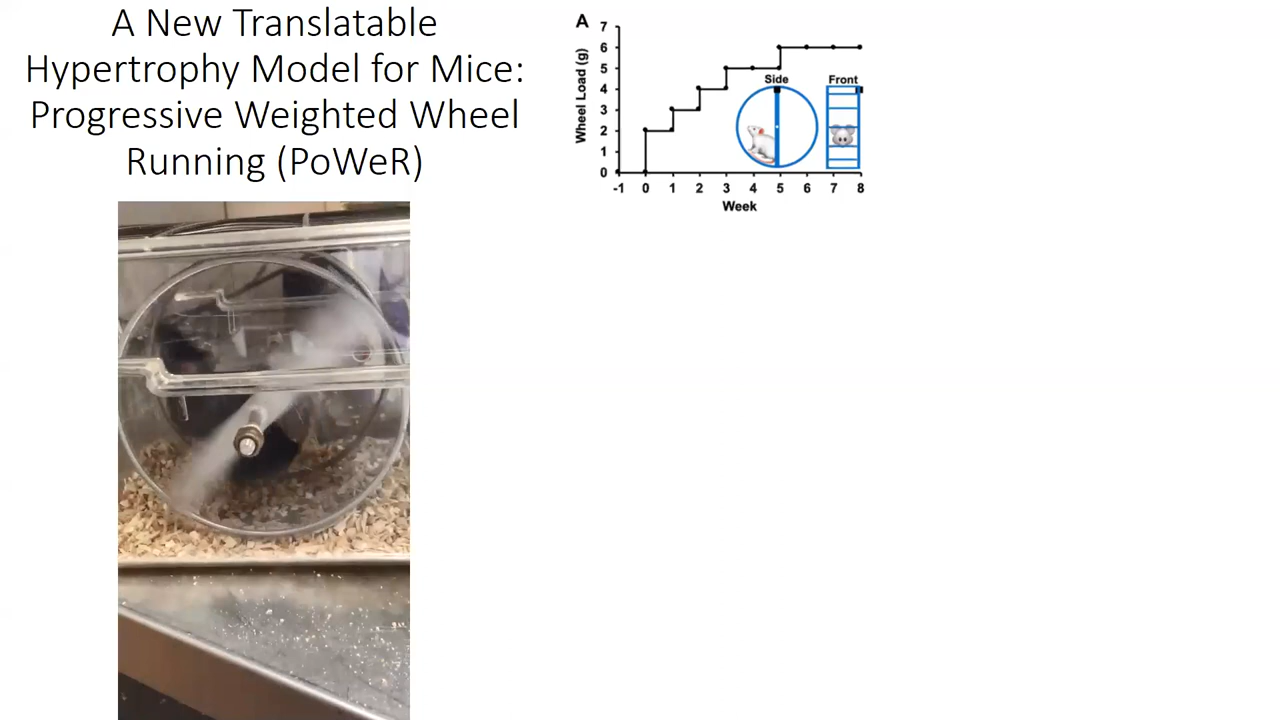 A New Translatable
Hypertrophy Model for Mice:
Progressive Weighted Wheel
Running (PoWeR)
A
Wheel Load (g)
7
6
5
4
3
2
1
0
Side
Front
-1 0 1 2 3 4 5 6 7 8
Week